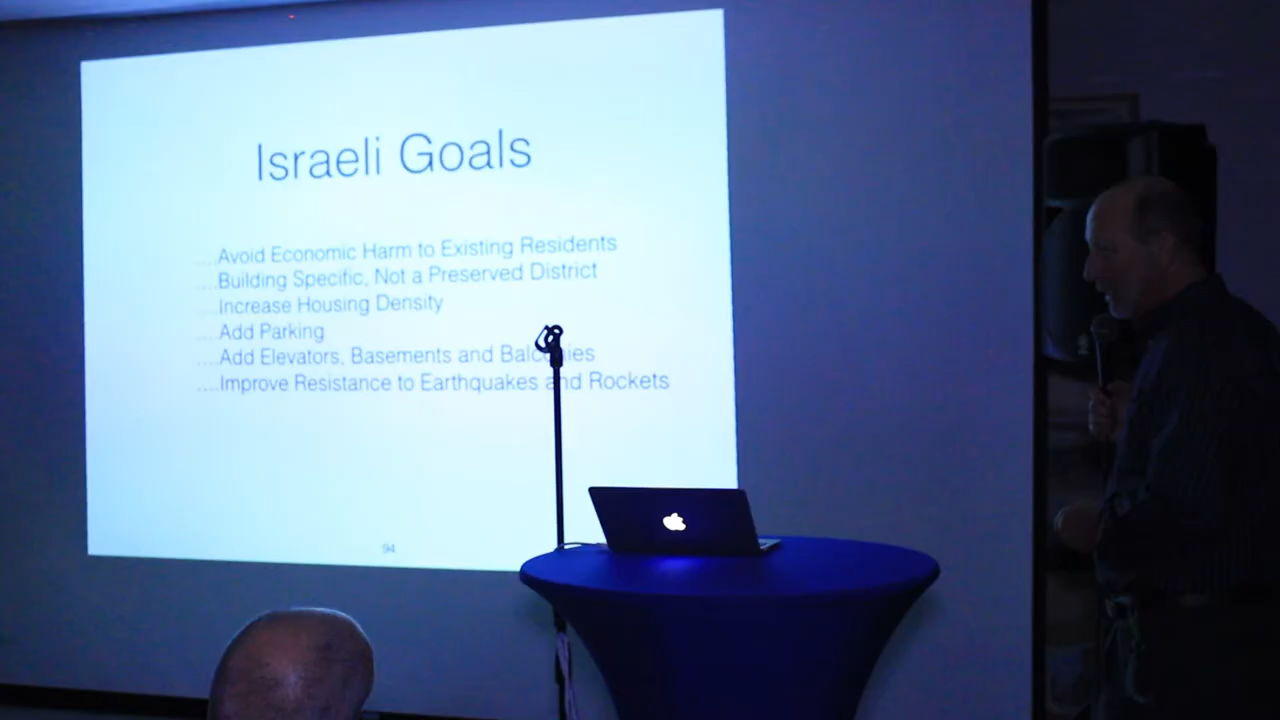 Israeli Goals
....Avoid Economic Harm to Existing Residents
....Building Specific, Not a Preserved District
....Increase Housing Density
....Add Parking
....Add Elevators, Basements and Balconies
....Improve Resistance to Earthquakes and Rockets
94